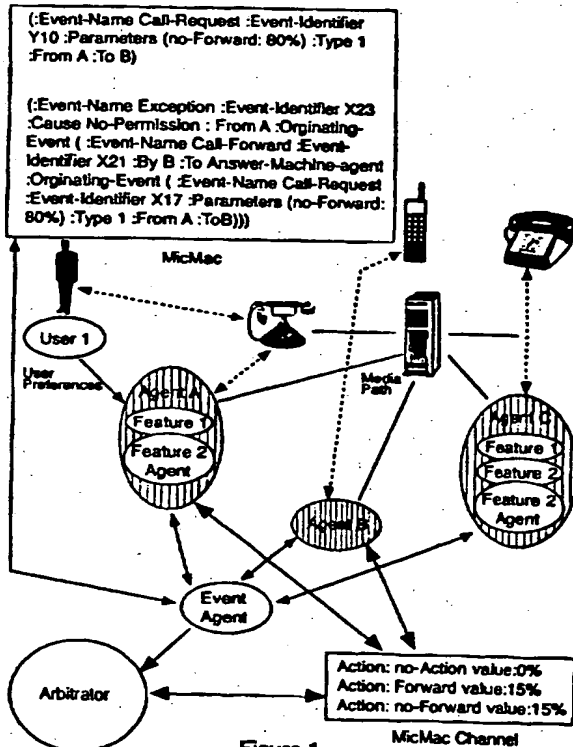 (:Event-Name Call-Request :Event-Identifier
Y10 :Parameters (no-Forward: 80%) :Type 1
:From A :To B)
(:Event-Name Exception :Event-Identifier X23
:Cause No-Permission : From A :Orginating-
Event ( :Event-Name Call-Forward :Event-
Identifier X21 :By B :To Answer-Machine-agent
:Orginating-Event ( :Event-Name Call-Request
:Event-Identifier X17 :Parameters (no-Forward:
80%) :Type 1 :From A :ToB)))
MicMac
User 1
User
Preferences
Media
Path
Agent A
Feature 1
Feature 2
Agent
Agent C
Feature 1
Feature 2
Feature 2
Agent
Agent B
Event
Agent
Arbitrator
Action: no-Action value:0%
Action: Forward value:15%
Action: no-Forward value:15%
MicMac Channel
Figure 1